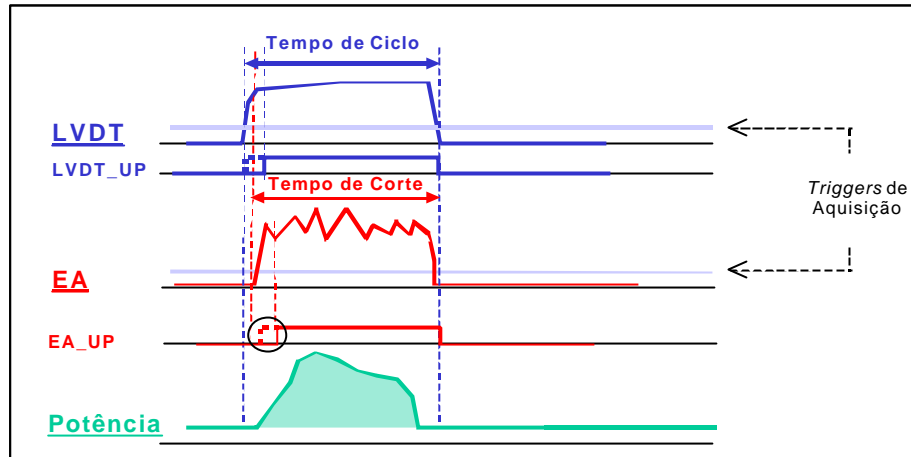 Tempo de Ciclo
LVDT
LVDT_UP
Tempo de Corte
Triggers de
Aquisição
EA
EA_UP
Potência